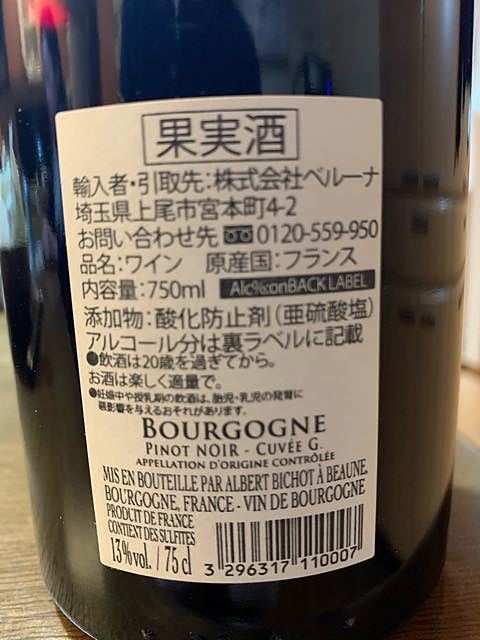 果実酒
輸入者・引取先:株式会社ベルーナ
埼玉県上尾市宮本町4-2
お問い合わせ先 0120-559-950
品名:ワイン 原産国:フランス
内容量:750ml Alc%:onBACK LABEL
添加物:酸化防止剤(亜硫酸塩)
アルコール分は裏ラベルに記載
●飲酒は20歳を過ぎてから。
お酒は楽しく適量で。
●妊娠中や授乳期の飲酒は、胎児・乳児の発育に
悪影響を与えるおそれがあります。
BOURGOGNE
PINOT NOIR - CUVÉE G.
APPELLATION D'ORIGINE CONTRÔLÉE
MIS EN BOUTEILLE PAR ALBERT BICHOT À BEAUNE,
BOURGOGNE, FRANCE - VIN DE BOURGOGNE
PRODUIT DE FRANCE
CONTIENT DES SULFITES
13%vol. / 75 cl
3 296317 110007